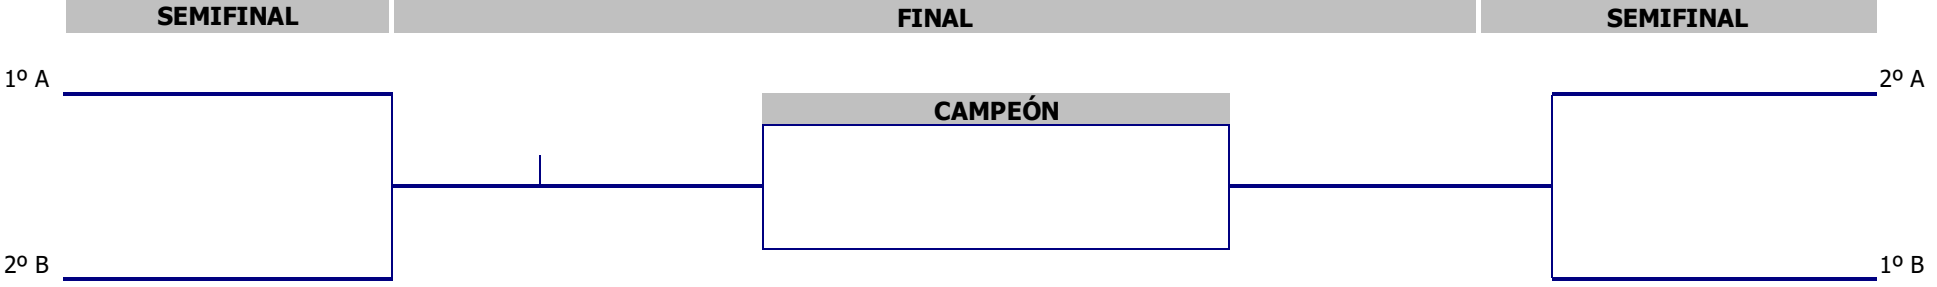 SEMIFINAL FINAL SEMIFINAL
1º A 2º A
CAMPEÓN
2º B 1º B